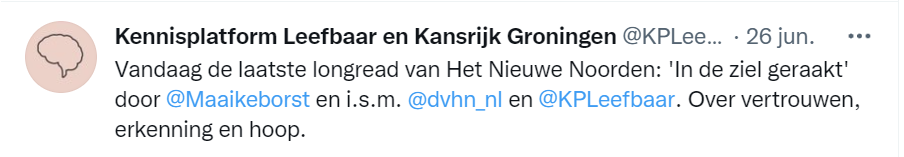 Kennisplatform Leefbaar en Kansrijk Groningen @KPLee... · 26 jun.
Vandaag de laatste longread van Het Nieuwe Noorden: 'In de ziel geraakt'
door @Maaikeborst en i.s.m. @dvhn_nl en @KPLeefbaar. Over vertrouwen,
erkenning en hoop.